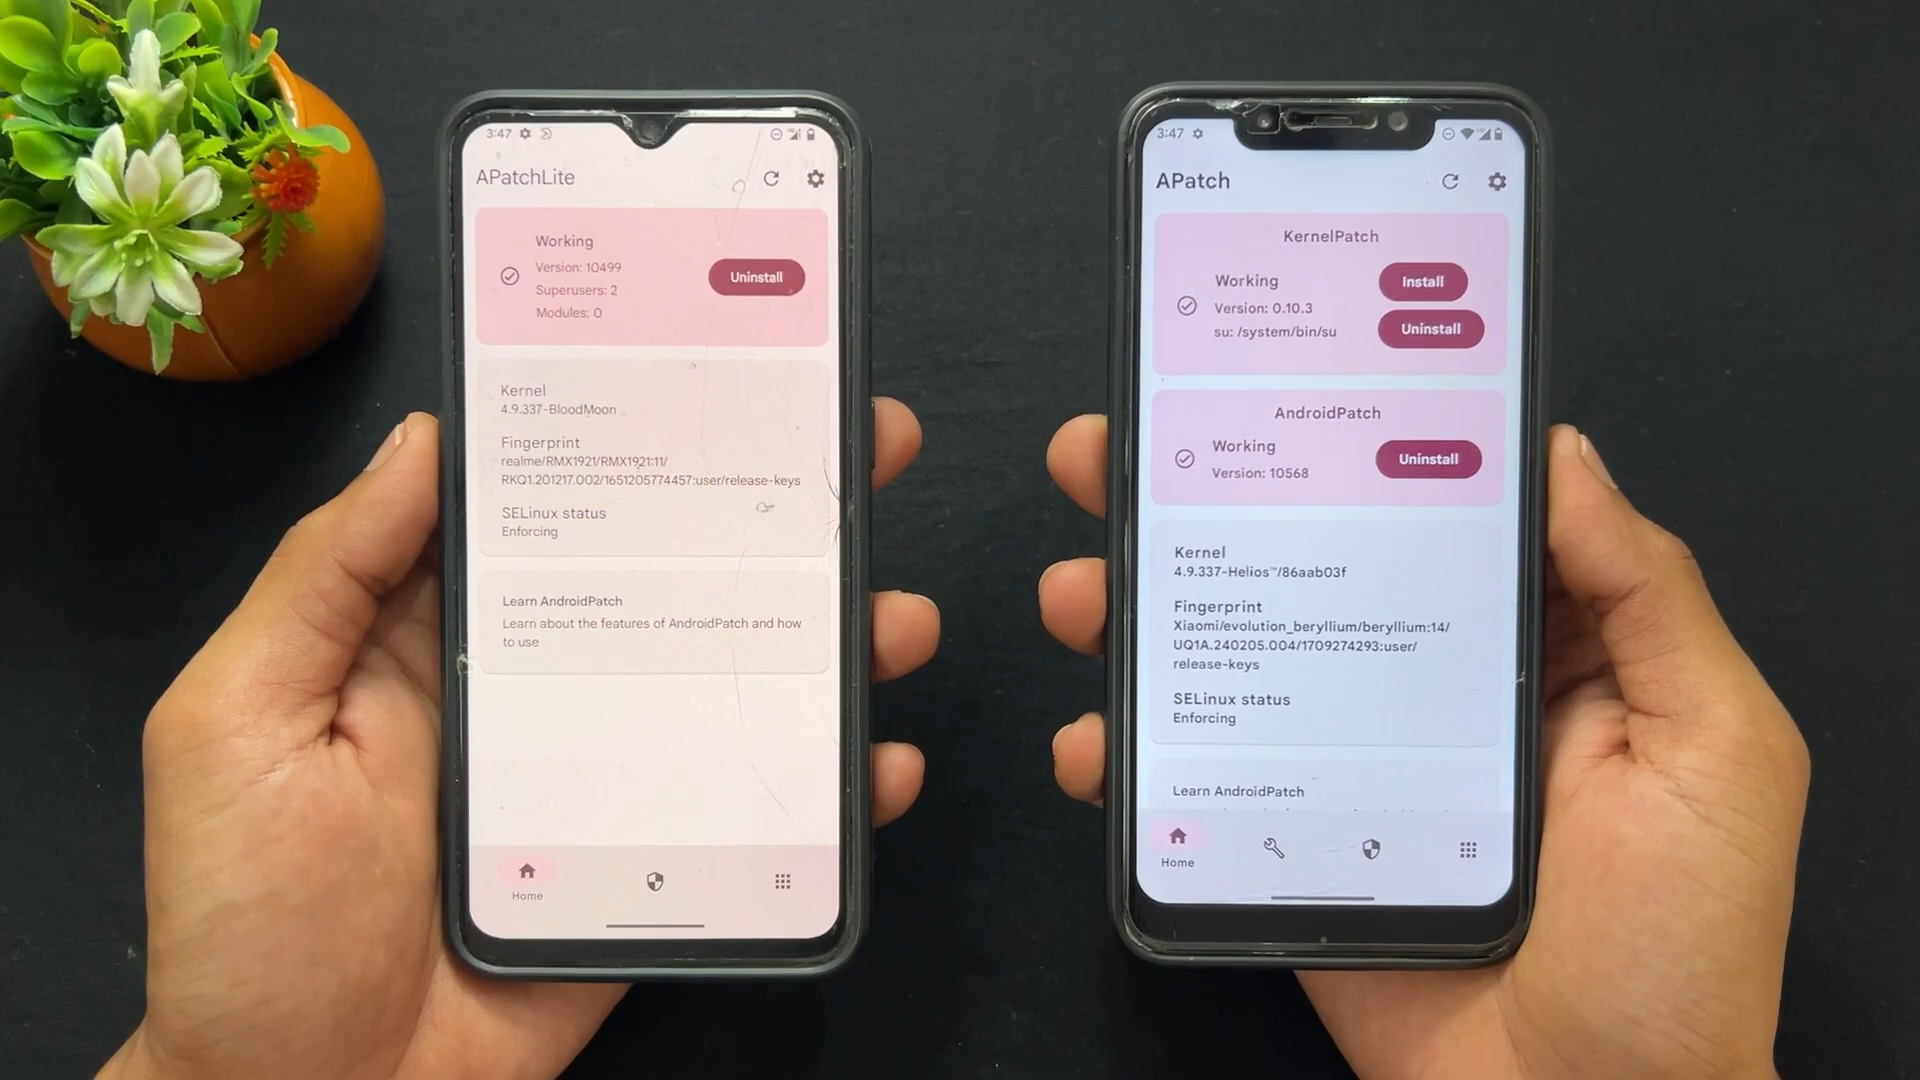 3:47
APatchLite
Working
Version: 10499
Superusers: 2
Modules: 0
Uninstall
Kernel
4.9.337-BloodMoon
Fingerprint
realme/RMX1921/RMX1921:11/
RKQ1.201217.002/1651205774457:user/release-keys
SELinux status
Enforcing
Learn AndroidPatch
Learn about the features of AndroidPatch and how
to use
Home
3:47
APatch
KernelPatch
Working
Version: 0.10.3
su: /system/bin/su
Install
Uninstall
AndroidPatch
Working
Version: 10568
Uninstall
Kernel
4.9.337-Helios™/86aab03f
Fingerprint
Xiaomi/evolution_beryllium/beryllium:14/
UQ1A.240205.004/1709274293:user/
release-keys
SELinux status
Enforcing
Learn AndroidPatch
Home